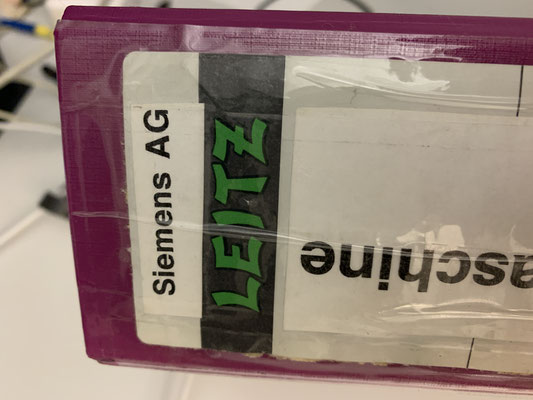 Siemens AG
LEITZ
aschine